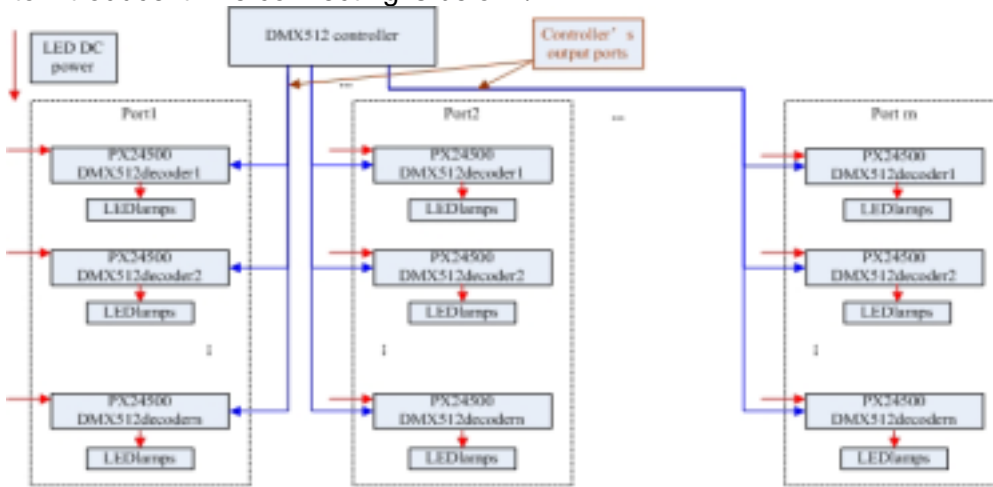 DMX512 controller
Controller's
output ports
LED DC
power
Port1
PX24500
DMX512decoder1
LEDlamps
PX24500
DMX512decoder2
LEDlamps
PX24500
DMX512decodern
LEDlamps
Port2
PX24500
DMX512decoder1
LEDlamps
PX24500
DMX512decoder2
LEDlamps
PX24500
DMX512decodern
LEDlamps
...
Port m
PX24500
DMX512decoder1
LEDlamps
PX24500
DMX512decoder2
LEDlamps
PX24500
DMX512decodern
LEDlamps